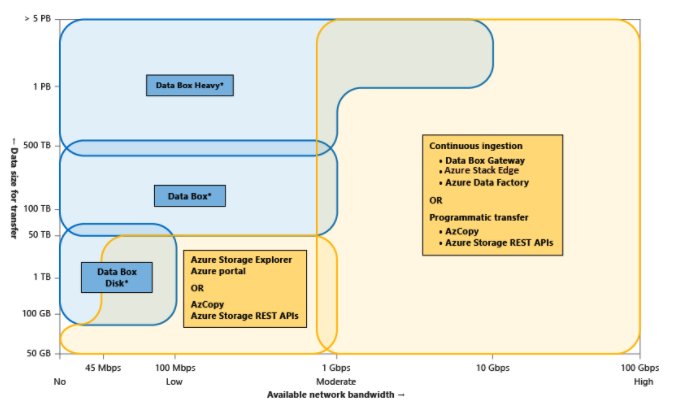 > 5 PB
1 PB
500 TB
100 TB
50 TB
1 TB
100 GB
50 GB
← Data size for transfer →
Data Box Heavy*
Data Box*
Data Box
Disk*
Azure Storage Explorer
Azure portal
OR
AzCopy
Azure Storage REST APIs
Continuous ingestion
• Data Box Gateway
• Azure Stack Edge
• Azure Data Factory
OR
Programmatic transfer
• AzCopy
• Azure Storage REST APIs
45 Mbps
100 Mbps
1 Gbps
10 Gbps
100 Gbps
No
Low
Moderate
High
Available network bandwidth →